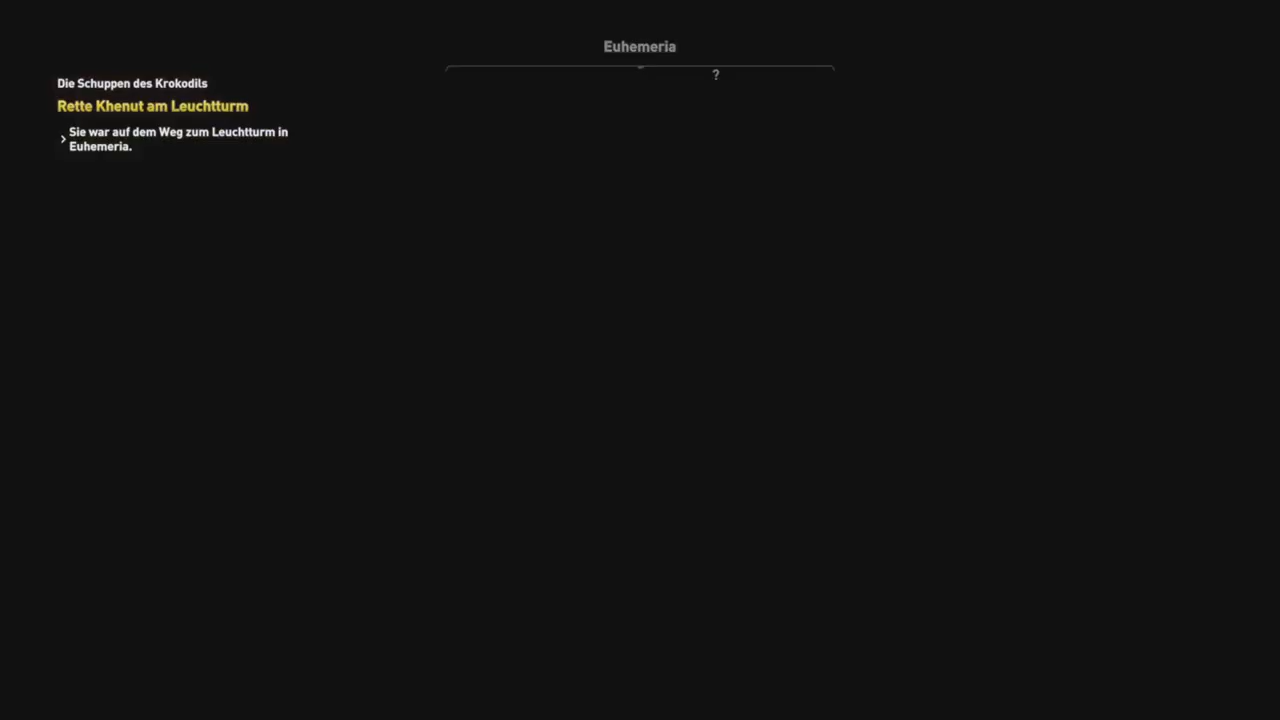 Euhemeria
?
Die Schuppen des Krokodils
Rette Khenut am Leuchtturm
Sie war auf dem Weg zum Leuchtturm in
Euhemeria.